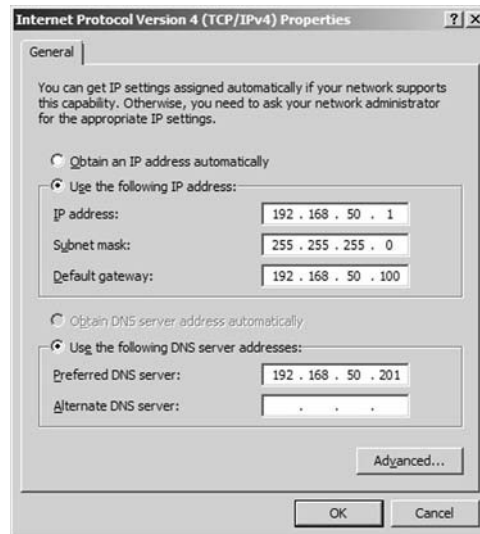 Internet Protocol Version 4 (TCP/IPv4) Properties ? X
General
You can get IP settings assigned automatically if your network supports
this capability. Otherwise, you need to ask your network administrator
for the appropriate IP settings.
Obtain an IP address automatically
Use the following IP address:
IP address: 192 . 168 . 50 . 1
Subnet mask: 255 . 255 . 255 . 0
Default gateway: 192 . 168 . 50 . 100
Obtain DNS server address automatically
Use the following DNS server addresses:
Preferred DNS server: 192 . 168 . 50 . 201
Alternate DNS server: . . .
Advanced...
OK Cancel